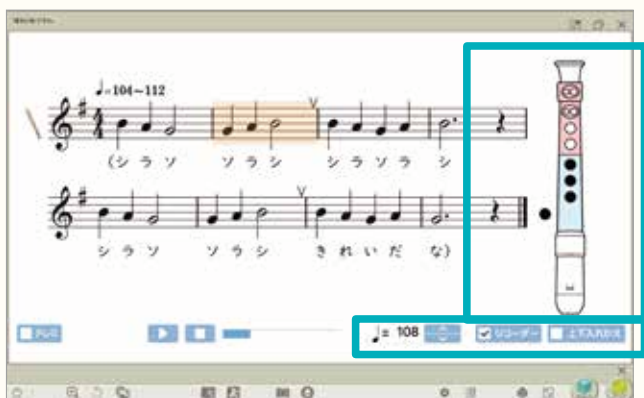 ♩=104~112
(シ ラ ソ ソ ラ シ シ ラ ソ ラ シ
シ ラ ソ ソ ラ シ き れ い だ な)
♩= 108
リコーダー
上下入れかえ